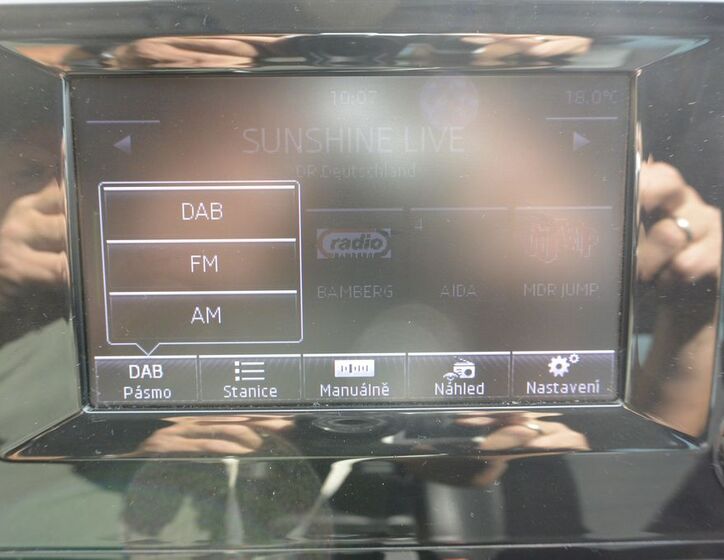 10:07
18.0°C
SUNSHINE LIVE
DR Deutschland
DAB
FM
AM
radio
BAMBERG
4
AIDA
MDR JUMP
DAB
Pásmo
Stanice
Manuálně
Náhled
Nastavení